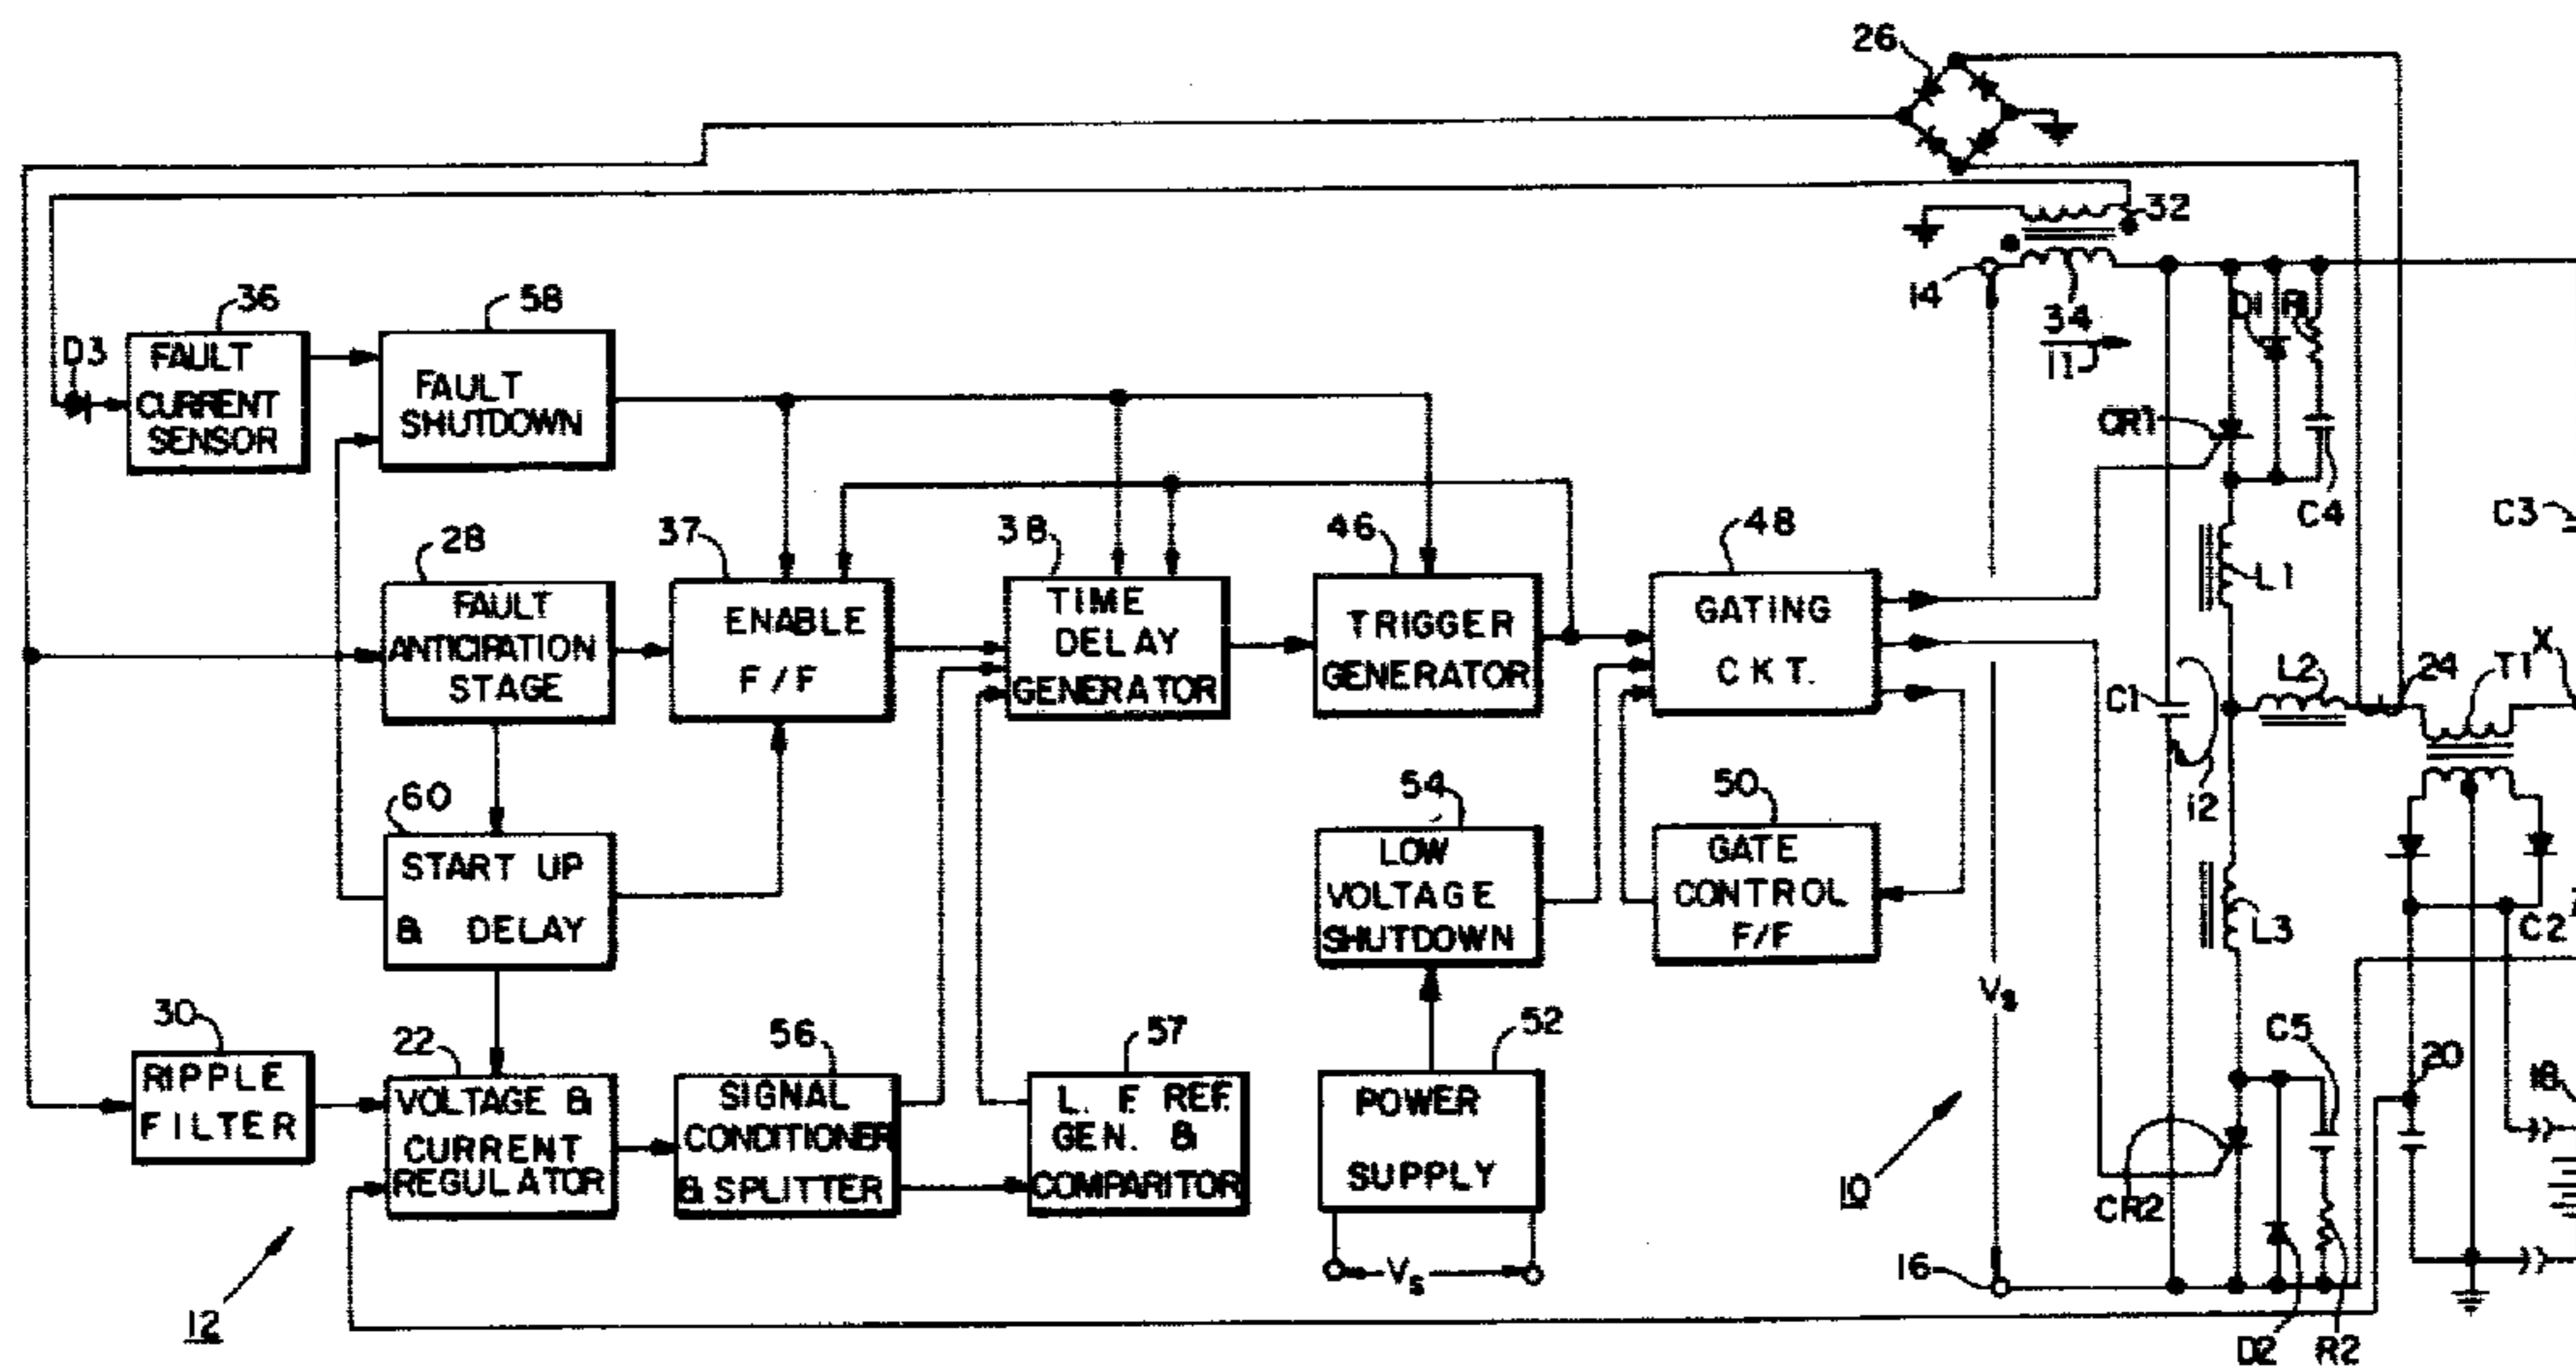 26
32
14
34
i1
D1
R1
36
58
D3
FAULT
CURRENT
SENSOR
FAULT
SHUTDOWN
CR1
C4
C3
28
37
38
46
48
L1
FAULT
ANTICIPATION
STAGE
ENABLE
F/F
TIME
DELAY
GENERATOR
TRIGGER
GENERATOR
GATING
CKT.
C1
L2
24
T1
X
i2
60
54
50
START UP
& DELAY
LOW
VOLTAGE
SHUTDOWN
GATE
CONTROL
F/F
L3
C2
Vs
30
22
56
57
52
C5
20
18
RIPPLE
FILTER
VOLTAGE &
CURRENT
REGULATOR
SIGNAL
CONDITIONER
& SPLITTER
L. F. REF.
GEN. &
COMPARITOR
POWER
SUPPLY
10
CR2
Vs
16
12
D2
R2